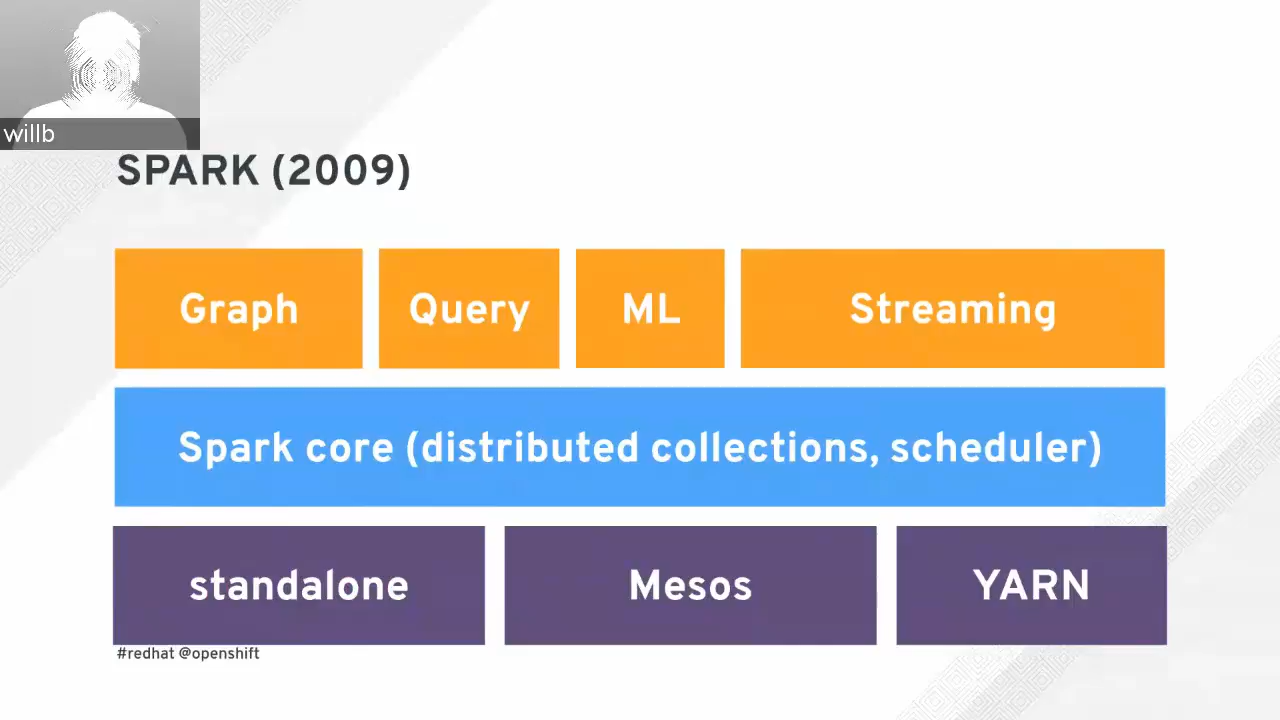 willb
SPARK (2009)
Graph
Query
ML
Streaming
Spark core (distributed collections, scheduler)
standalone
Mesos
YARN
#redhat @openshift